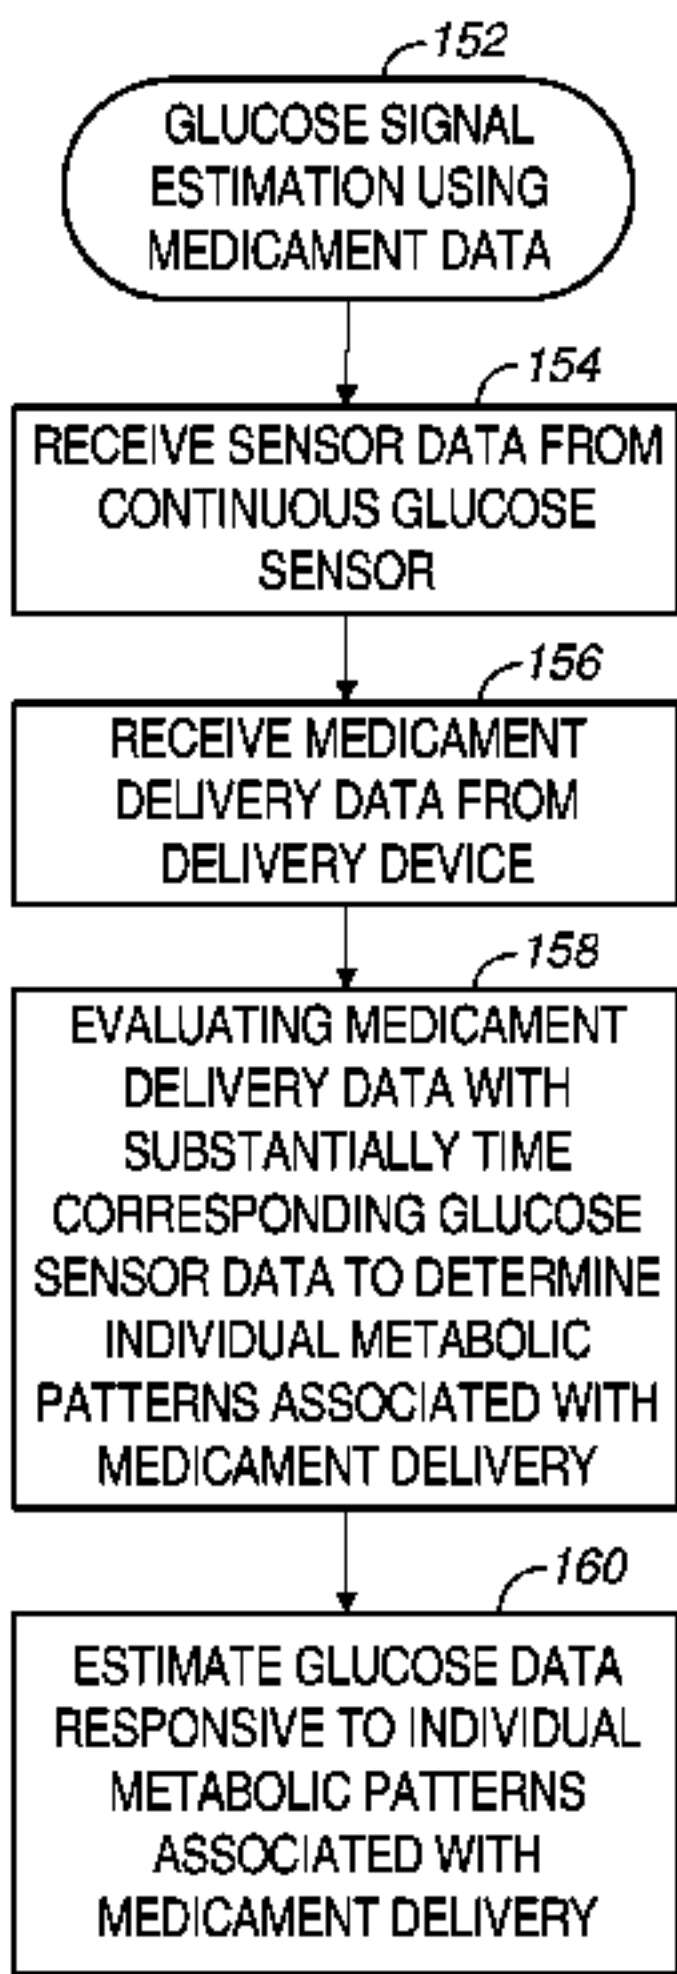 152
GLUCOSE SIGNAL
ESTIMATION USING
MEDICAMENT DATA
154
RECEIVE SENSOR DATA FROM
CONTINUOUS GLUCOSE
SENSOR
156
RECEIVE MEDICAMENT
DELIVERY DATA FROM
DELIVERY DEVICE
158
EVALUATING MEDICAMENT
DELIVERY DATA WITH
SUBSTANTIALLY TIME
CORRESPONDING GLUCOSE
SENSOR DATA TO DETERMINE
INDIVIDUAL METABOLIC
PATTERNS ASSOCIATED WITH
MEDICAMENT DELIVERY
160
ESTIMATE GLUCOSE DATA
RESPONSIVE TO INDIVIDUAL
METABOLIC PATTERNS
ASSOCIATED WITH
MEDICAMENT DELIVERY